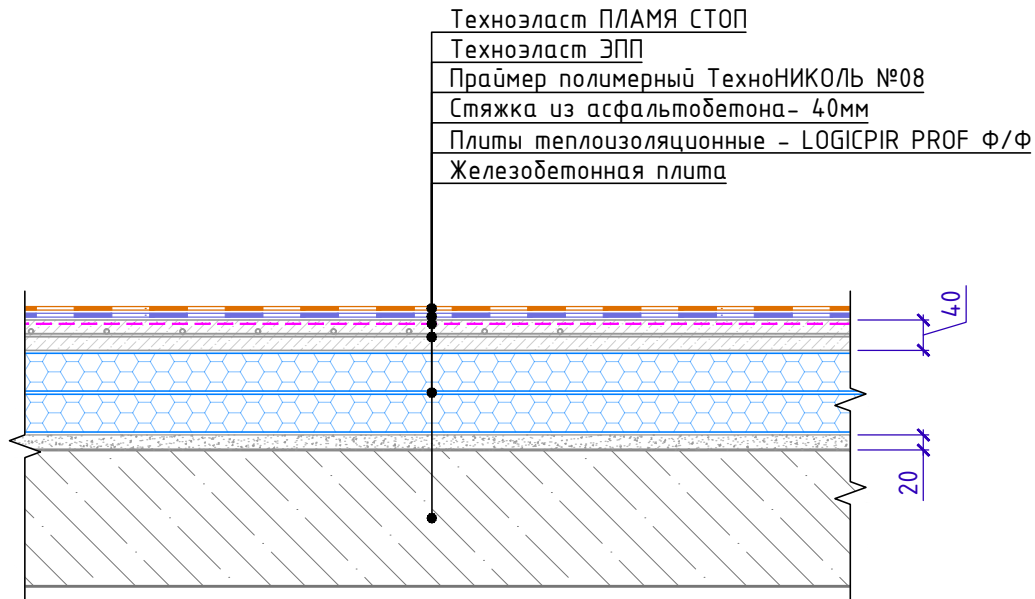 Техноэласт ПЛАМЯ СТОП
Техноэласт ЭПП
Праймер полимерный ТехноНИКОЛЬ №08
Стяжка из асфальтобетона- 40мм
Плиты теплоизоляционные - LOGICPIR PROF Ф/Ф
Железобетонная плита
40
20